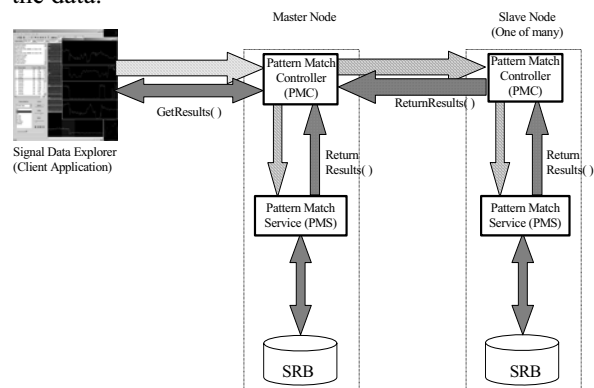 the data.
Master Node
Slave Node
(One of many)
Pattern Match
Controller
(PMC)
Pattern Match
Controller
(PMC)
GetResults( )
ReturnResults( )
Signal Data Explorer
(Client Application)
Return
Results( )
Return
Results( )
Pattern Match
Service (PMS)
Pattern Match
Service (PMS)
SRB
SRB